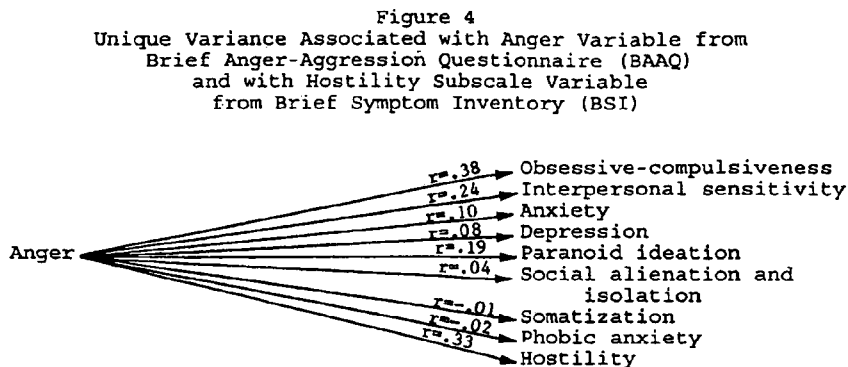 Figure 4
Unique Variance Associated with Anger Variable from
Brief Anger-Aggression Questionnaire (BAAQ)
and with Hostility Subscale Variable
from Brief Symptom Inventory (BSI)
Anger
r=.38 Obsessive-compulsiveness
r=.24 Interpersonal sensitivity
r=.10 Anxiety
r=.08 Depression
r=.19 Paranoid ideation
r=.04 Social alienation and
isolation
r=-.01 Somatization
r=-.02 Phobic anxiety
r=.33 Hostility